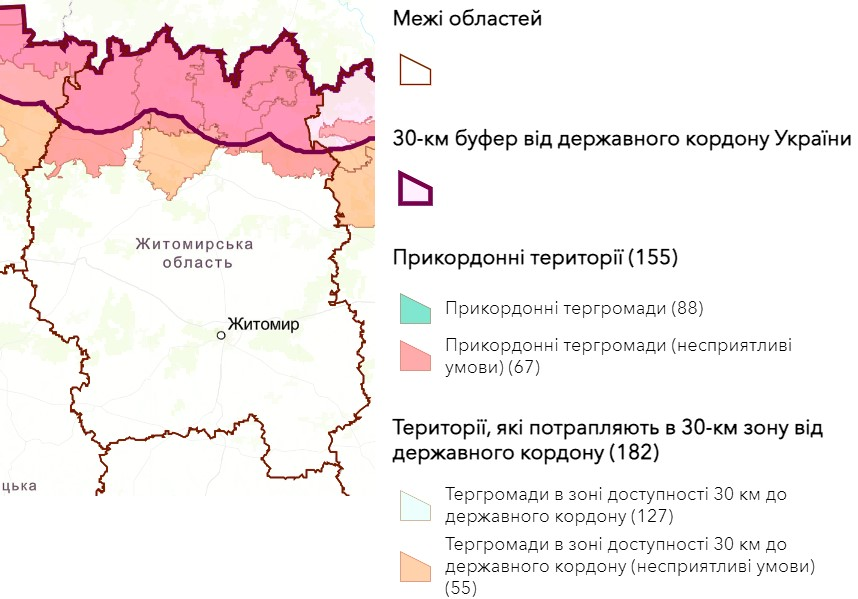 Межі областей
30-км буфер від державного кордону України
Прикордонні території (155)
Прикордонні тергромади (88)
Прикордонні тергромади (несприятливі
умови) (67)
Території, які потрапляють в 30-км зону від
державного кордону (182)
Тергромади в зоні доступності 30 км до
державного кордону (127)
Тергромади в зоні доступності 30 км до
державного кордону (несприятливі умови)
(55)
Житомирська
область
Житомир
цька